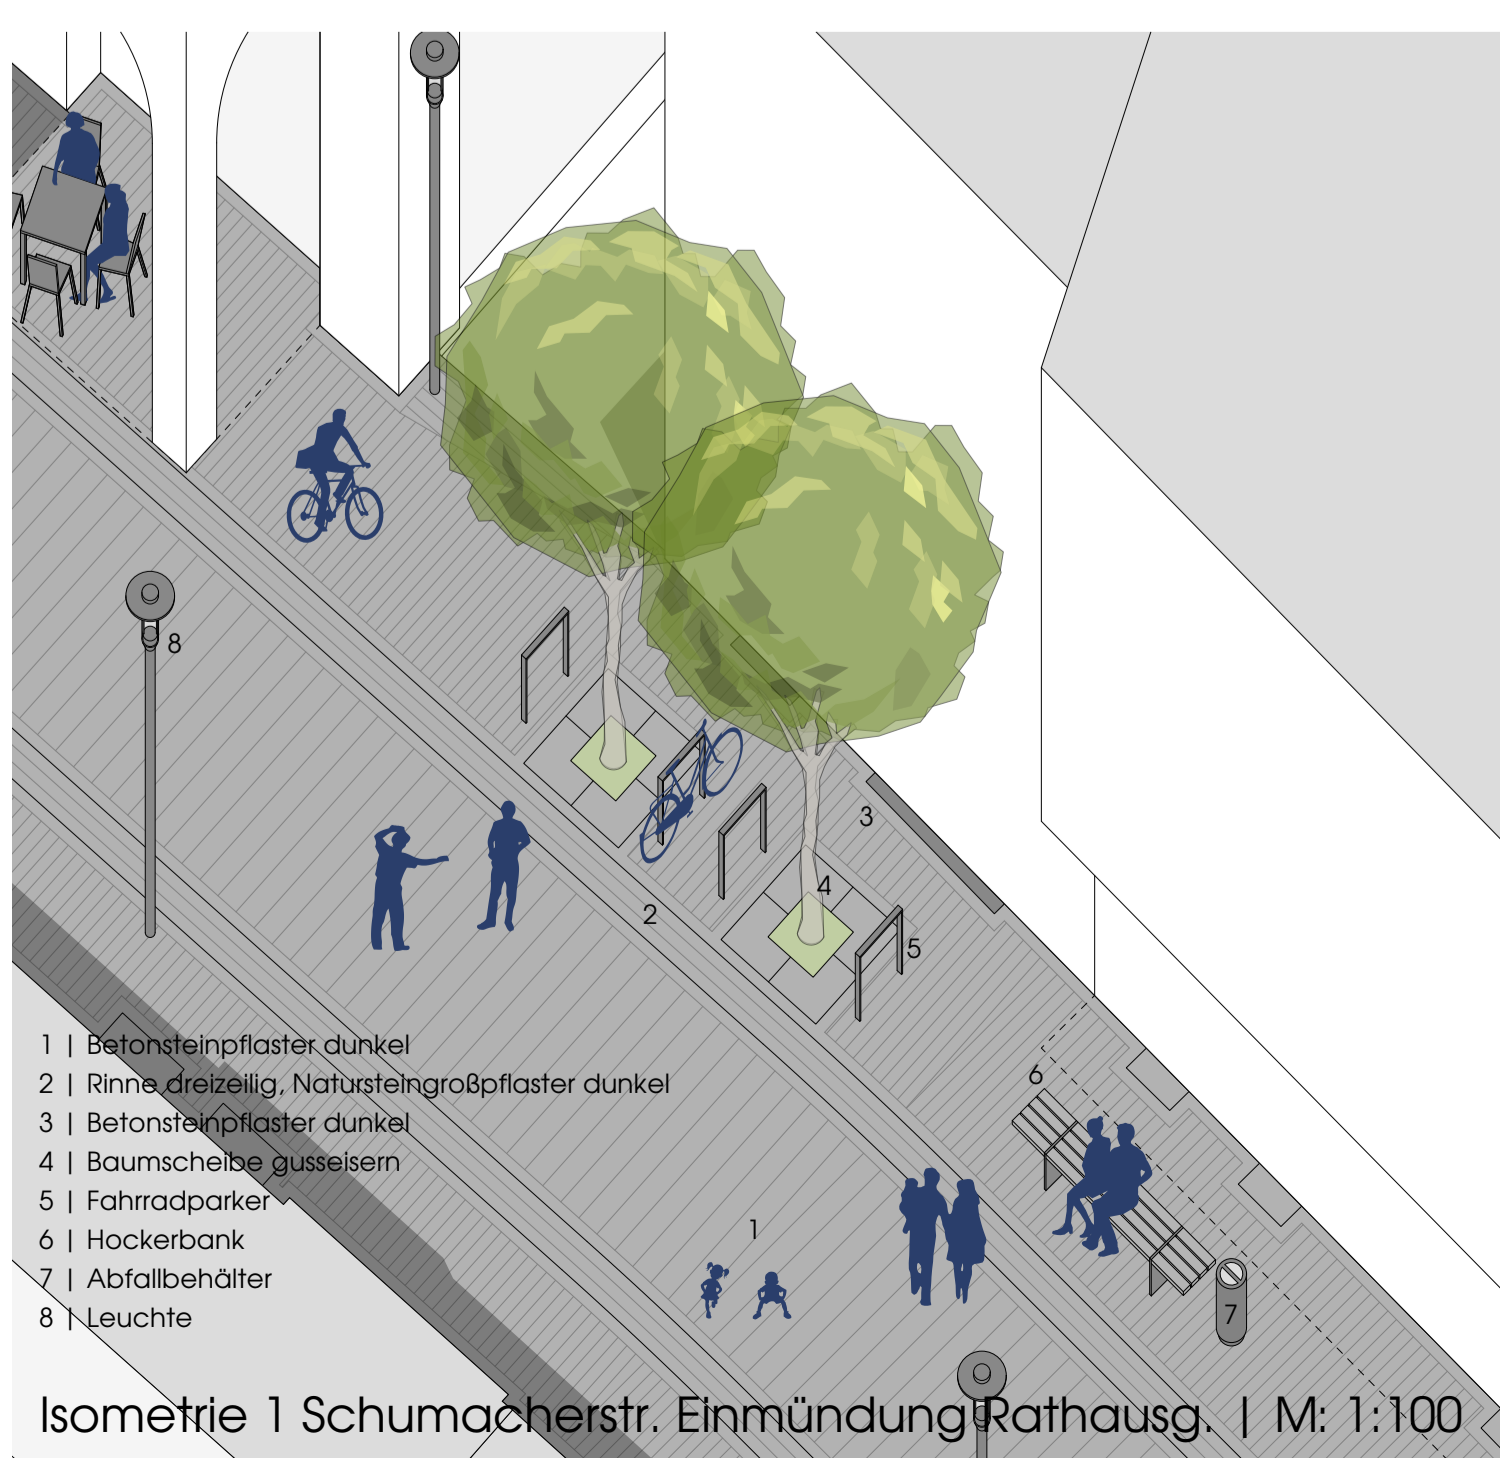 8
3
4
2
5
1 | Betonsteinpflaster dunkel
2 | Rinne dreizeilig, Natursteingroßpflaster dunkel
3 | Betonsteinpflaster dunkel
4 | Baumscheibe gusseisern
5 | Fahrradparker
6 | Hockerbank
7 | Abfallbehälter
8 | Leuchte
6
1
7
Isometrie 1 Schumacherstr. Einmündung Rathausg. | M: 1:100